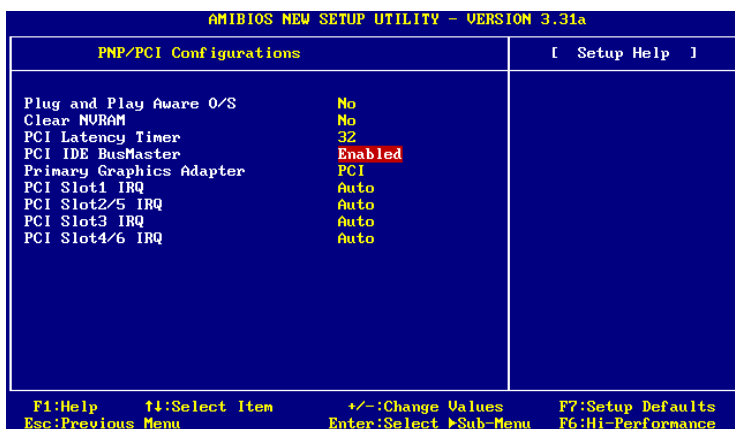 AMIBIOS NEW SETUP UTILITY - VERSION 3.31a
PNP/PCI Configurations
[ Setup Help ]
Plug and Play Aware O/S No
Clear NVRAM No
PCI Latency Timer 32
PCI IDE BusMaster Enabled
Primary Graphics Adapter PCI
PCI Slot1 IRQ Auto
PCI Slot2/5 IRQ Auto
PCI Slot3 IRQ Auto
PCI Slot4/6 IRQ Auto
F1:Help ↑↓:Select Item +/-:Change Values F7:Setup Defaults
Esc:Previous Menu Enter:Select ►Sub-Menu F6:Hi-Performance